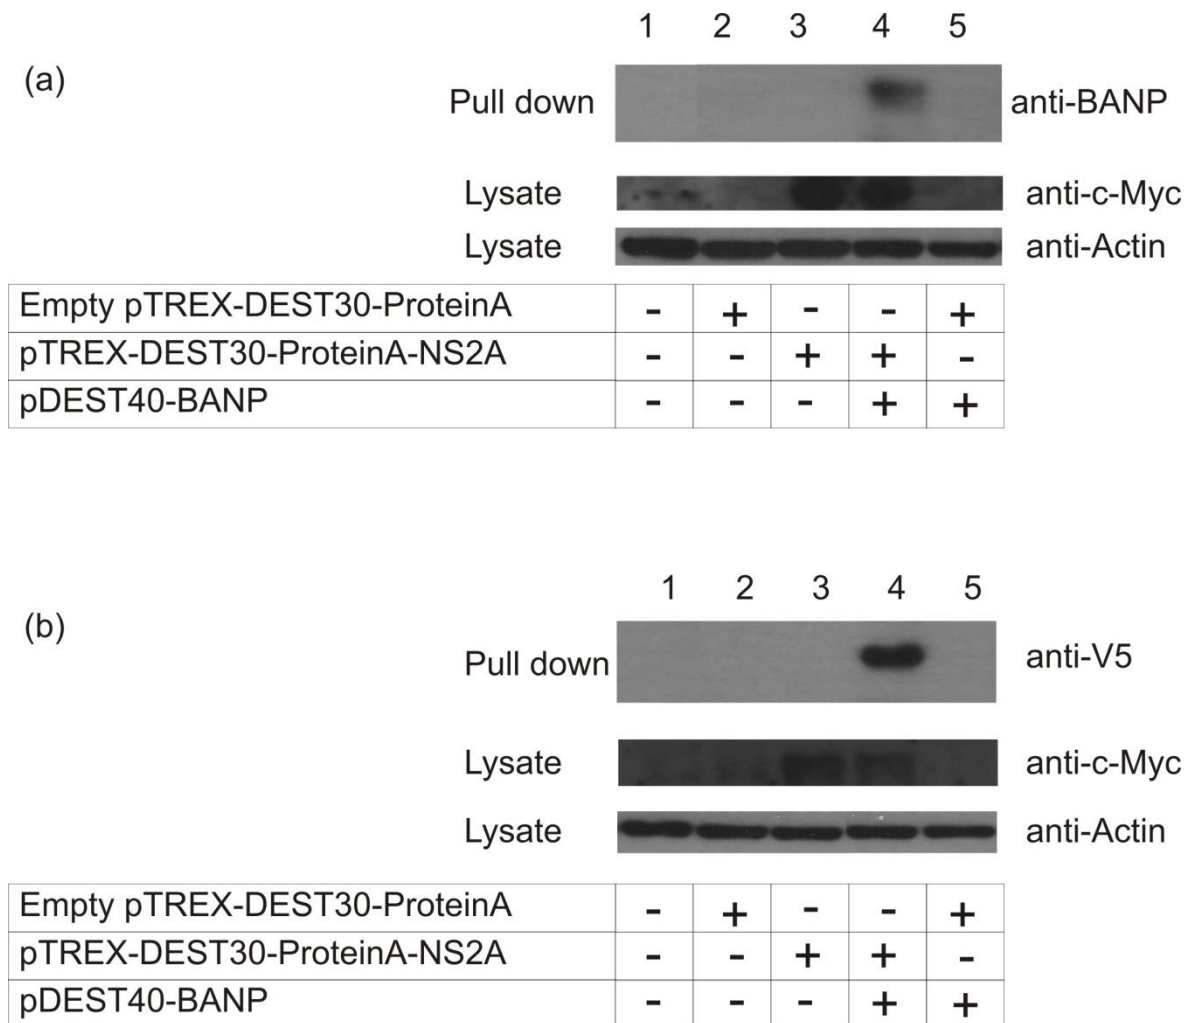 1 2 3 4 5
(a)
Pull down anti-BANP
Lysate anti-c-Myc
Lysate anti-Actin
Empty pTREX-DEST30-ProteinA - + - - +
pTREX-DEST30-ProteinA-NS2A - - + + -
pDEST40-BANP - - - + +
1 2 3 4 5
(b)
Pull down anti-V5
Lysate anti-c-Myc
Lysate anti-Actin
Empty pTREX-DEST30-ProteinA - + - - +
pTREX-DEST30-ProteinA-NS2A - - + + -
pDEST40-BANP - - - + +